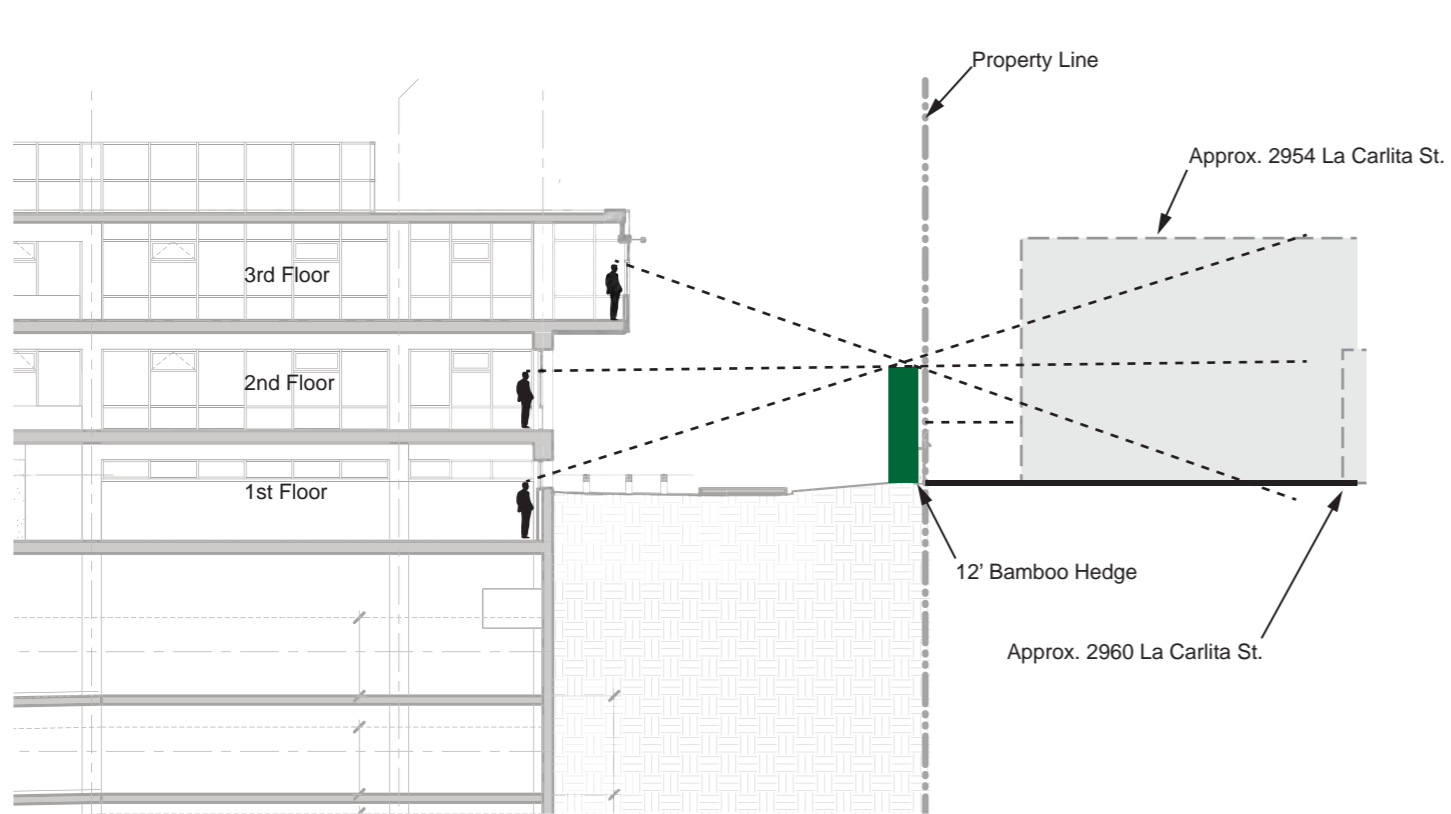 Property Line
Approx. 2954 La Carlita St.
3rd Floor
2nd Floor
1st Floor
12' Bamboo Hedge
Approx. 2960 La Carlita St.